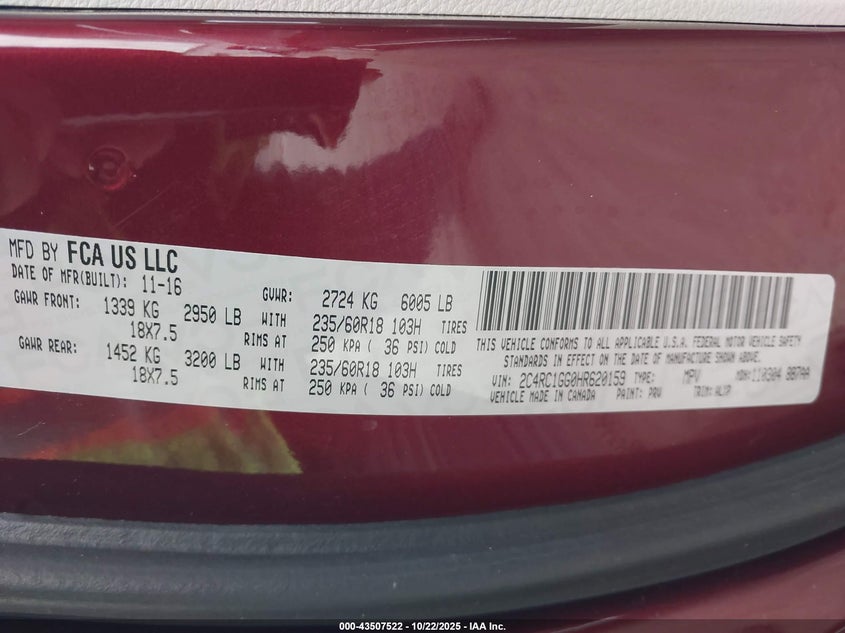 MFD BY FCA US LLC
DATE OF MFR(BUILT): 11-16 GVWR: 2724 KG 6005 LB
GAWR FRONT: 1339 KG 2950 LB WITH 235/60R18 103H TIRES
18X7.5 RIMS AT 250 KPA ( 36 PSI) COLD
GAWR REAR: 1452 KG 3200 LB WITH 235/60R18 103H TIRES
18X7.5 RIMS AT 250 KPA ( 36 PSI) COLD
THIS VEHICLE CONFORMS TO ALL APPLICABLE U.S.A. FEDERAL MOTOR VEHICLE SAFETY
STANDARDS IN EFFECT ON THE DATE OF MANUFACTURE SHOWN ABOVE.
VIN: 2C4RC1GG0HR620159 TYPE: MPV MDH: 110304
VEHICLE MADE IN CANADA PAINT: PRV TRIM:
000-43507522 - 10/22/2025 - IAA Inc.